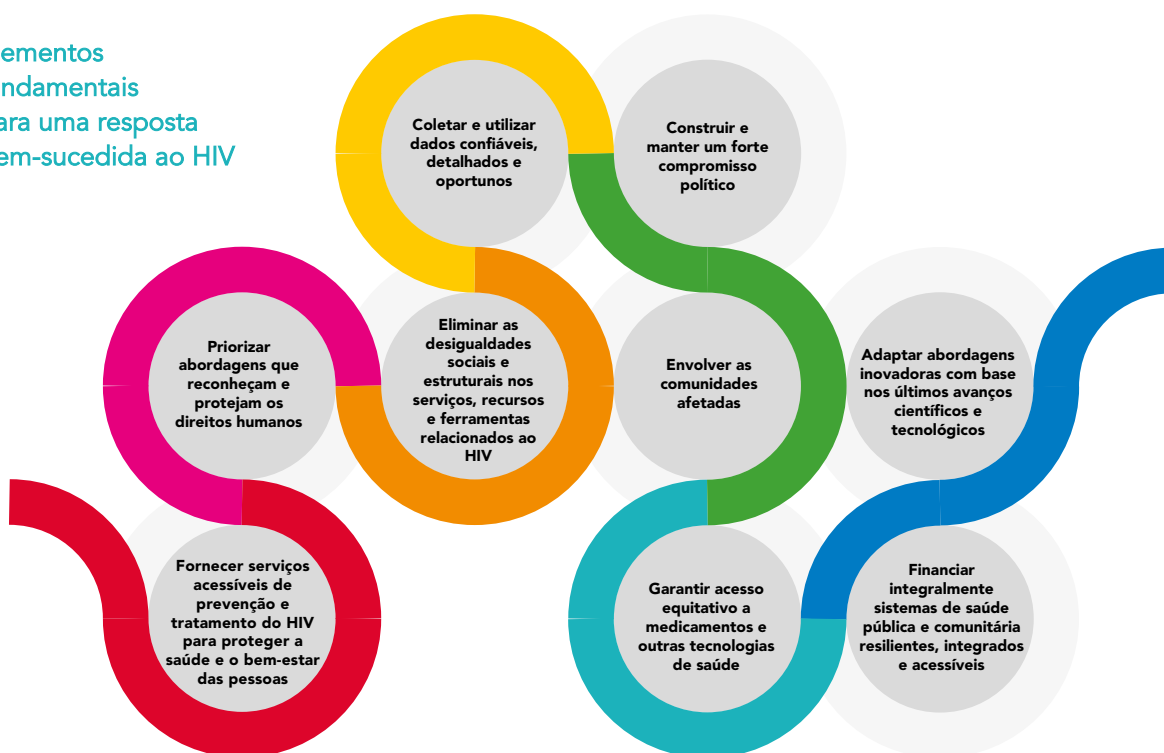 ementos
ndamentais
ara uma resposta
em-sucedida ao HIV
Coletar e utilizar
dados confiáveis,
detalhados e
oportunos
Construir e
manter um forte
compromisso
político
Priorizar
abordagens que
reconheçam e
protejam os
direitos humanos
Eliminar as
desigualdades
sociais e
estruturais nos
serviços, recursos
e ferramentas
relacionados ao
HIV
Envolver as
comunidades
afetadas
Adaptar abordagens
inovadoras com base
nos últimos avanços
científicos e
tecnológicos
Fornecer serviços
acessíveis de
prevenção e
tratamento do HIV
para proteger a
saúde e o bem-estar
das pessoas
Garantir acesso
equitativo a
medicamentos e
outras tecnologias
de saúde
Financiar
integralmente
sistemas de saúde
pública e comunitária
resilientes, integrados
e acessíveis